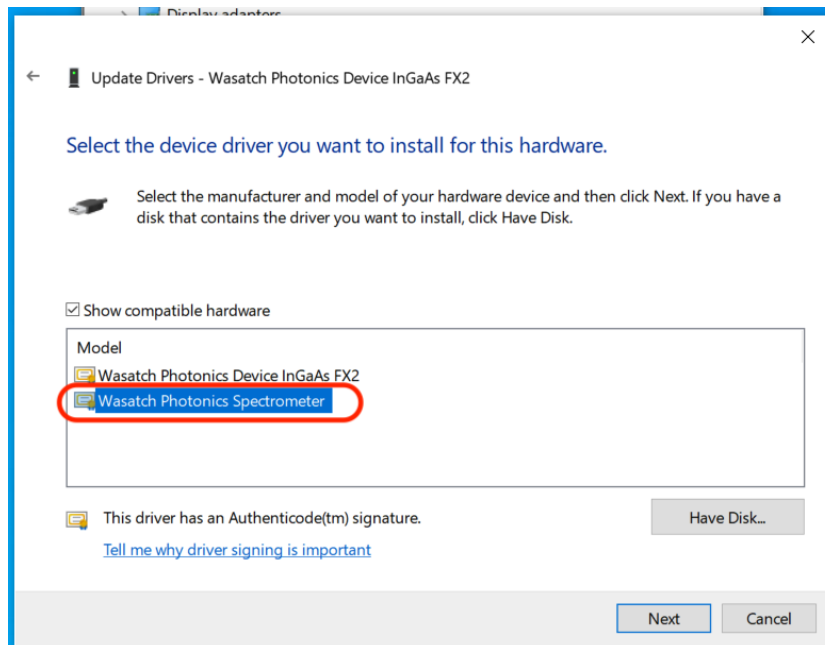 Display adapters
Update Drivers - Wasatch Photonics Device InGaAs FX2
Select the device driver you want to install for this hardware.
Select the manufacturer and model of your hardware device and then click Next. If you have a
disk that contains the driver you want to install, click Have Disk.
Show compatible hardware
Model
Wasatch Photonics Device InGaAs FX2
Wasatch Photonics Spectrometer
This driver has an Authenticode(tm) signature.
Have Disk...
Tell me why driver signing is important
Next
Cancel